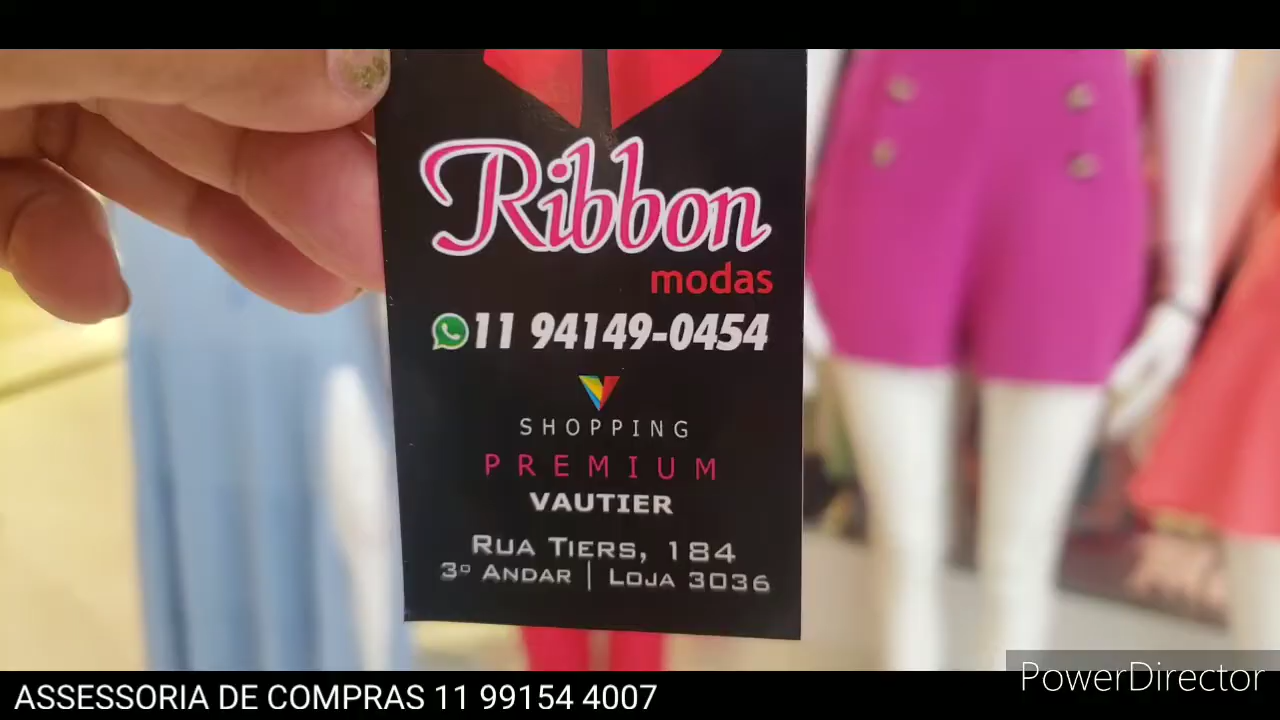 Ribbon
modas
11 94149-0454
SHOPPING
PREMIUM
VAUTIER
RUA TIERS, 184
3º ANDAR | LOJA 3036
PowerDirector
ASSESSORIA DE COMPRAS 11 99154 4007